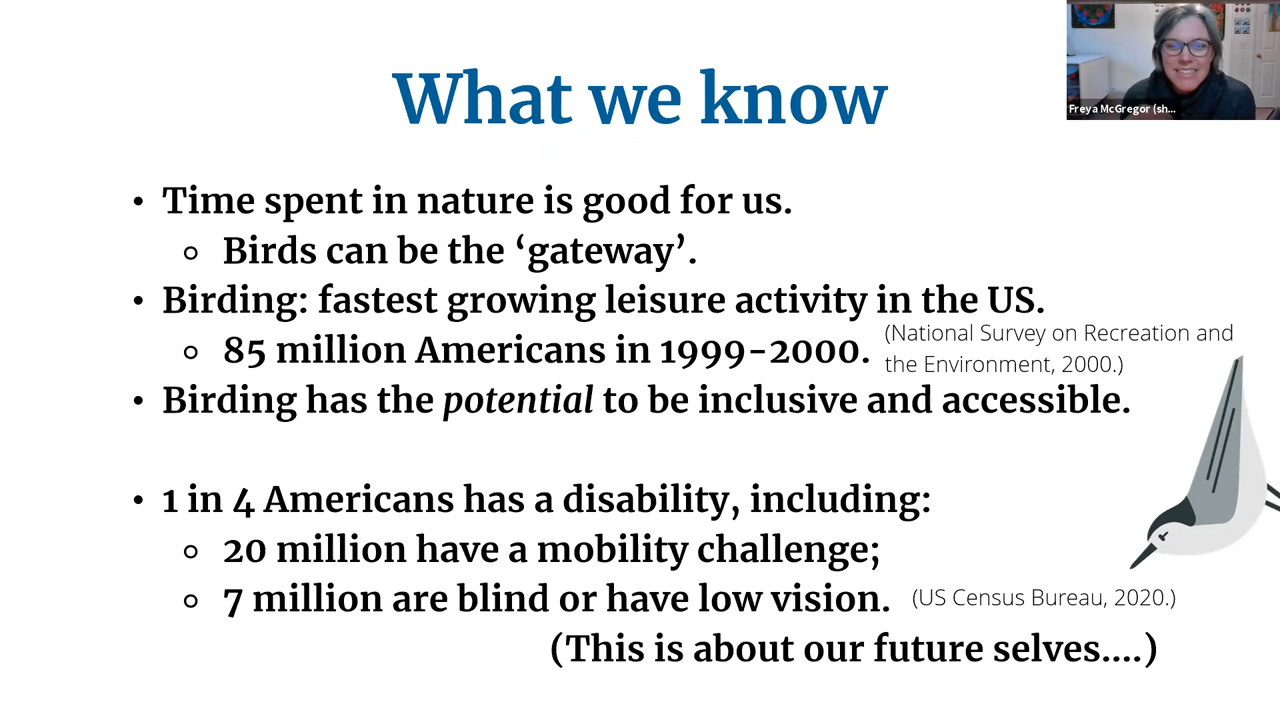 What we know
Freya McGregor (sh...
• Time spent in nature is good for us.
○ Birds can be the ‘gateway’.
• Birding: fastest growing leisure activity in the US.
○ 85 million Americans in 1999-2000.
(National Survey on Recreation and
the Environment, 2000.)
• Birding has the potential to be inclusive and accessible.
• 1 in 4 Americans has a disability, including:
○ 20 million have a mobility challenge;
○ 7 million are blind or have low vision.
(US Census Bureau, 2020.)
(This is about our future selves....)